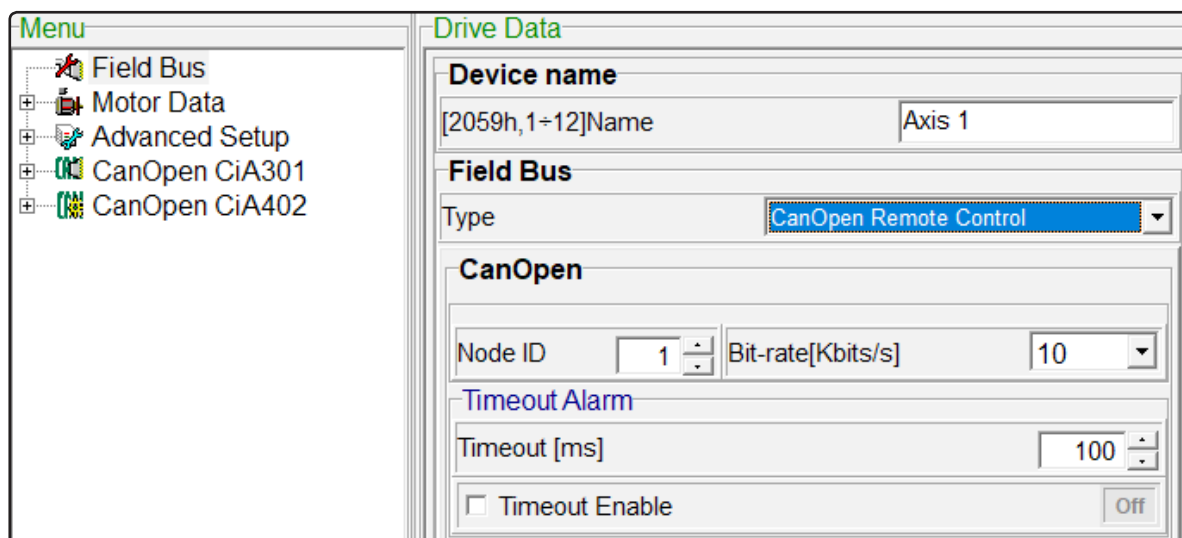 Menu
Field Bus
Motor Data
Advanced Setup
CanOpen CiA301
CanOpen CiA402
Drive Data
Device name
[2059h,1÷12]Name Axis 1
Field Bus
Type CanOpen Remote Control
CanOpen
Node ID 1 Bit-rate[Kbits/s] 10
Timeout Alarm
Timeout [ms] 100
Timeout Enable Off